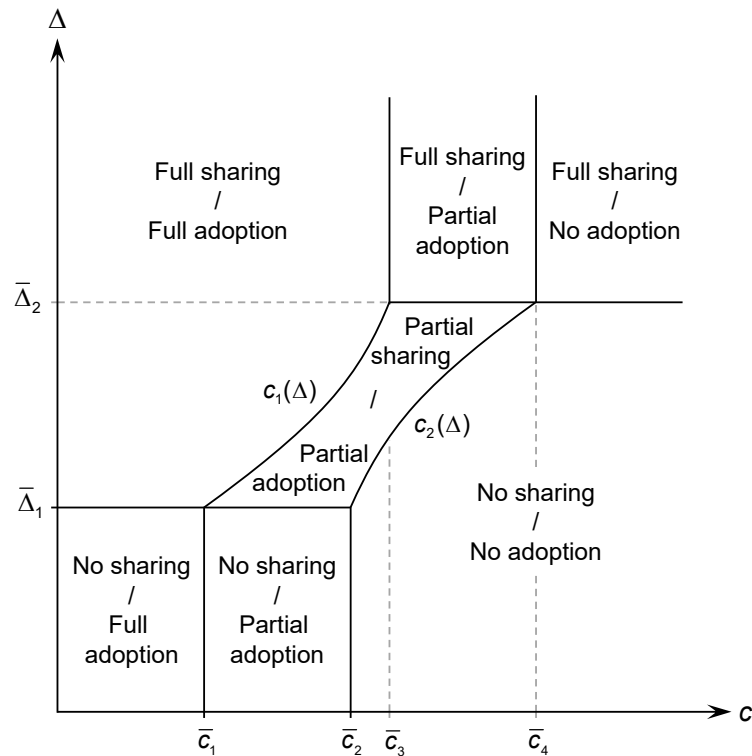 Δ
Full sharing
/
Full adoption
Full sharing
/
Partial
adoption
Full sharing
/
No adoption
Δ̅₂
Partial
sharing
/
Partial
adoption
c₁(Δ)
c₂(Δ)
Δ̅₁
No sharing
/
No adoption
No sharing
/
Full
adoption
No sharing
/
Partial
adoption
c
c̅₁
c̅₂
c̅₃
c̅₄